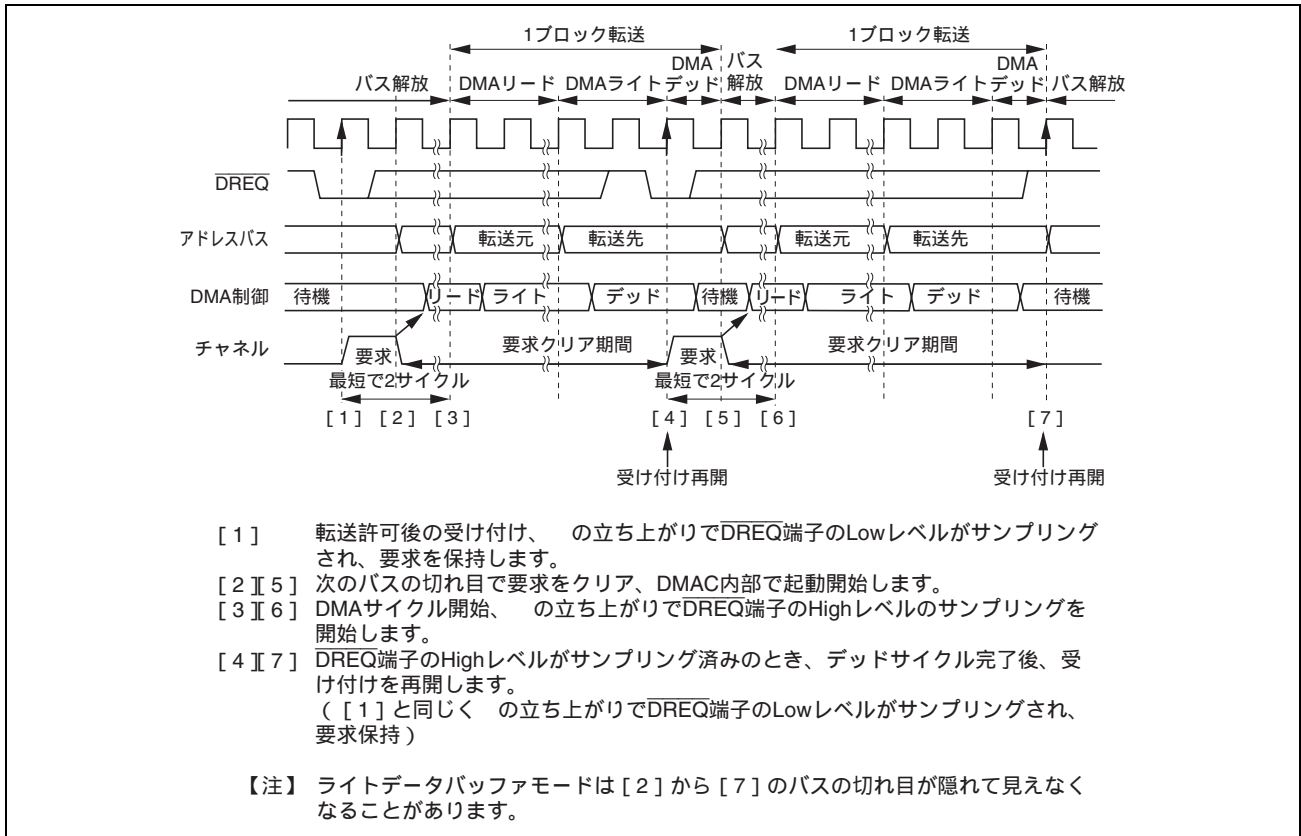 1ブロック転送 1ブロック転送
バス解放 DMAリード DMAライト DMAデッド バス解放 DMAリード DMAライト DMAデッド バス解放
DREQ
アドレスバス 転送元 転送先 転送元 転送先
DMA制御 待機 リード ライト デッド 待機 リード ライト デッド 待機
チャネル 要求 要求クリア期間 要求 要求クリア期間
最短で2サイクル 最短で2サイクル
[1] [2] [3] [4] [5] [6] [7]
受け付け再開 受け付け再開
[1] 転送許可後の受け付け、 の立ち上がりでDREQ端子のLowレベルがサンプリング
され、要求を保持します。
[2][5] 次のバスの切れ目で要求をクリア、DMAC内部で起動開始します。
[3][6] DMAサイクル開始、 の立ち上がりでDREQ端子のHighレベルのサンプリングを
開始します。
[4][7] DREQ端子のHighレベルがサンプリング済みのとき、デッドサイクル完了後、受
け付けを再開します。
([1]と同じく の立ち上がりでDREQ端子のLowレベルがサンプリングされ、
要求保持)
【注】 ライトデータバッファモードは[2]から[7]のバスの切れ目が隠れて見えなく
なることがあります。